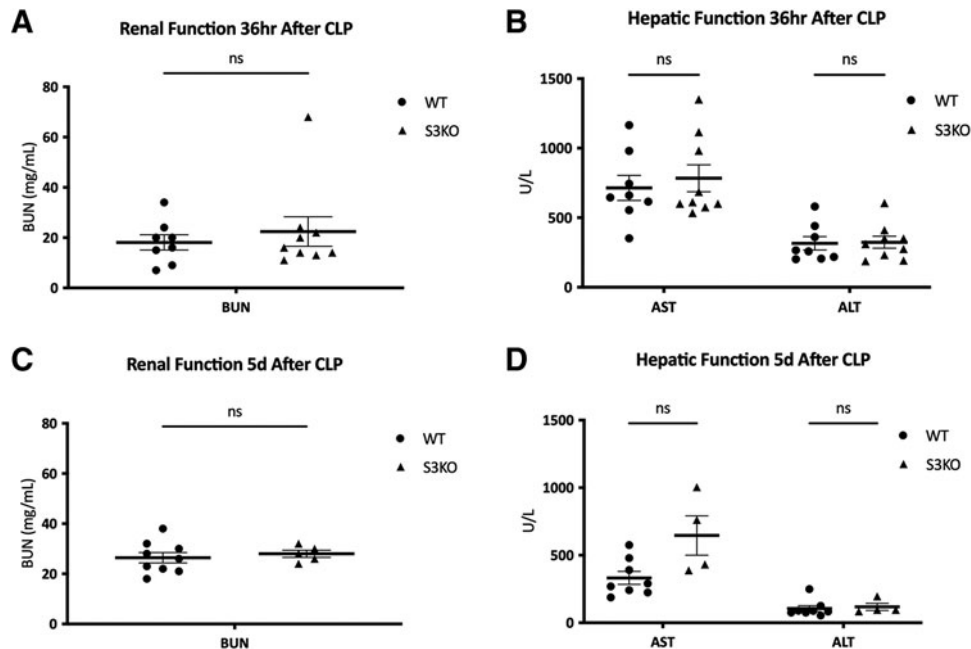 A
Renal Function 36hr After CLP
ns
80
60
40
20
0
BUN (mg/mL)
BUN
WT
S3KO
B
Hepatic Function 36hr After CLP
ns
ns
1500
1000
500
0
U/L
AST
ALT
WT
S3KO
C
Renal Function 5d After CLP
ns
80
60
40
20
0
BUN (mg/mL)
BUN
WT
S3KO
D
Hepatic Function 5d After CLP
ns
ns
1500
1000
500
0
U/L
AST
ALT
WT
S3KO